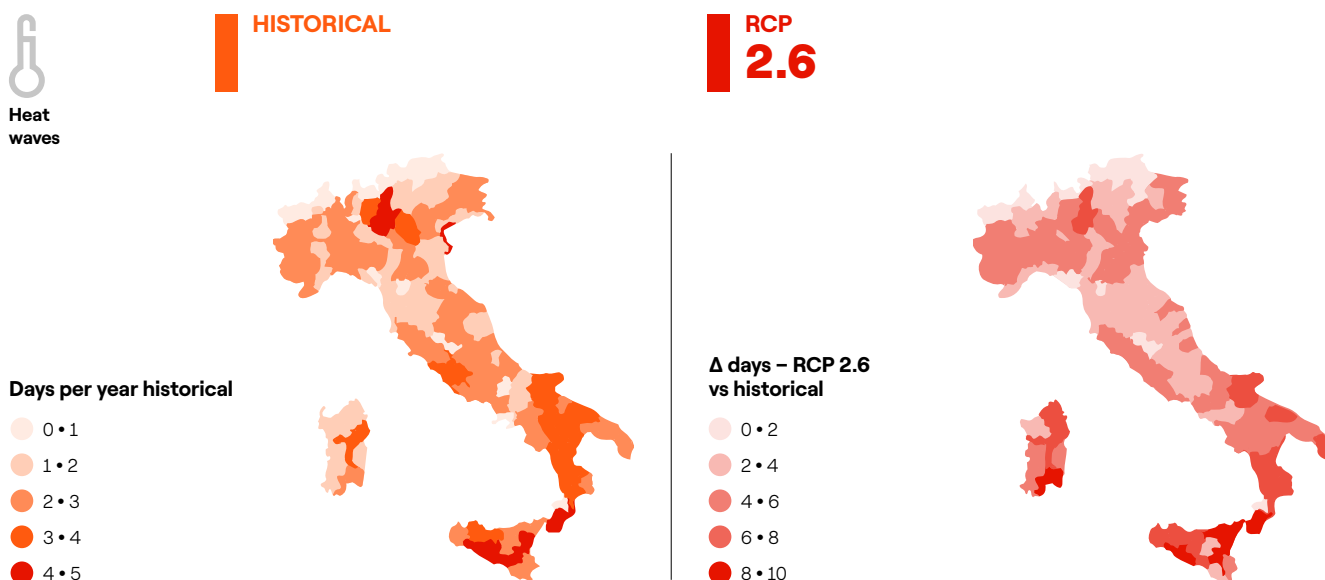 HISTORICAL
RCP
2.6
Heat
waves
Days per year historical
0 • 1
1 • 2
2 • 3
3 • 4
4 • 5
Δ days – RCP 2.6
vs historical
0 • 2
2 • 4
4 • 6
6 • 8
8 • 10